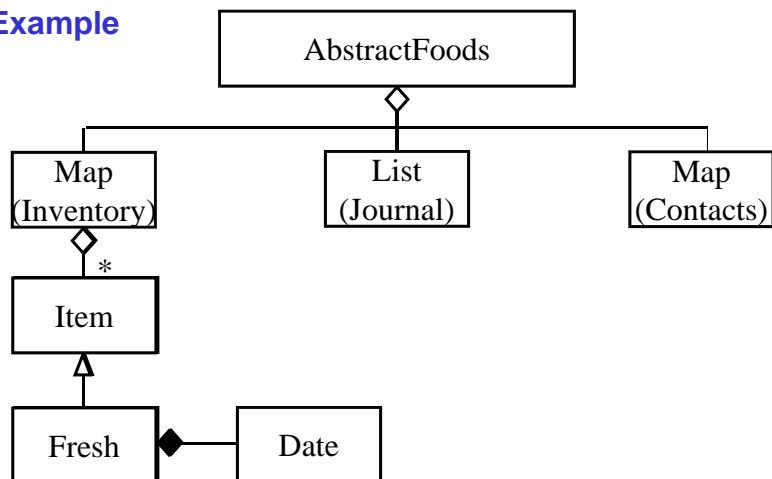 Example
AbstractFoods
Map
(Inventory)
List
(Journal)
Map
(Contacts)
*
Item
Fresh
Date